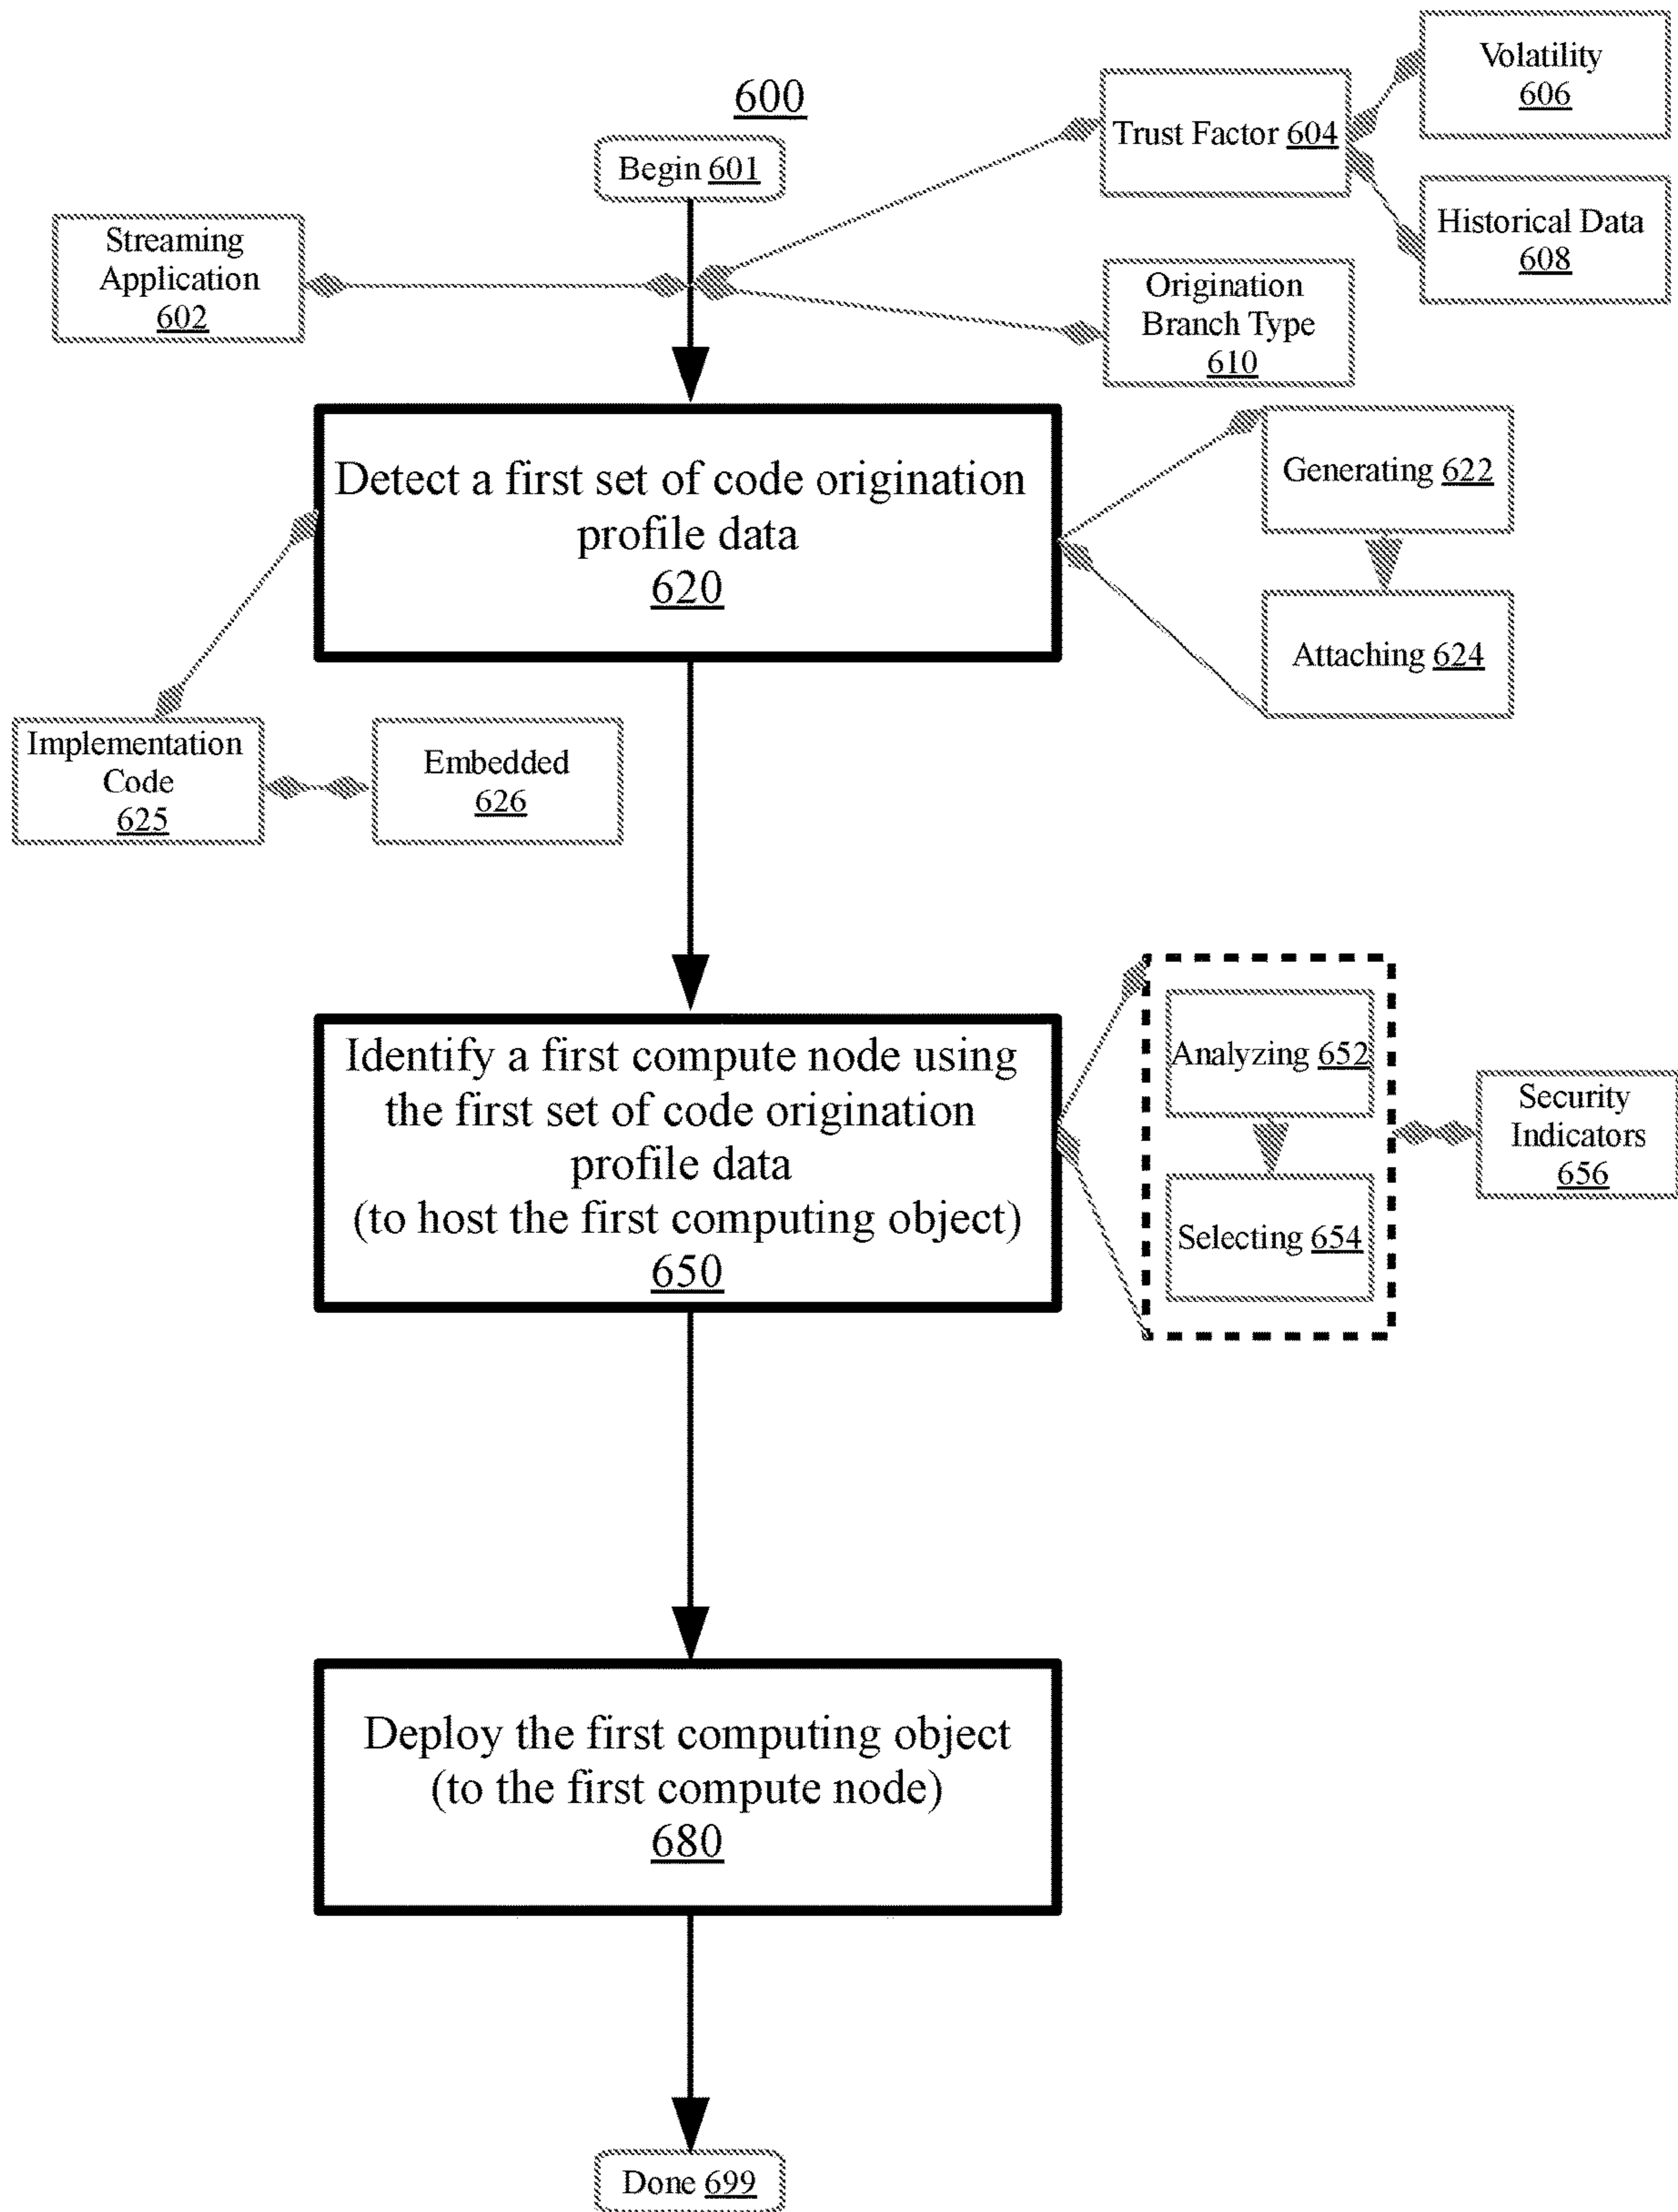 600
Begin 601
Volatility
606
Trust Factor 604
Historical Data
608
Streaming
Application
602
Origination
Branch Type
610
Detect a first set of code origination
profile data
620
Generating 622
Attaching 624
Implementation
Code
625
Embedded
626
Identify a first compute node using
the first set of code origination
profile data
(to host the first computing object)
650
Analyzing 652
Selecting 654
Security
Indicators
656
Deploy the first computing object
(to the first compute node)
680
Done 699